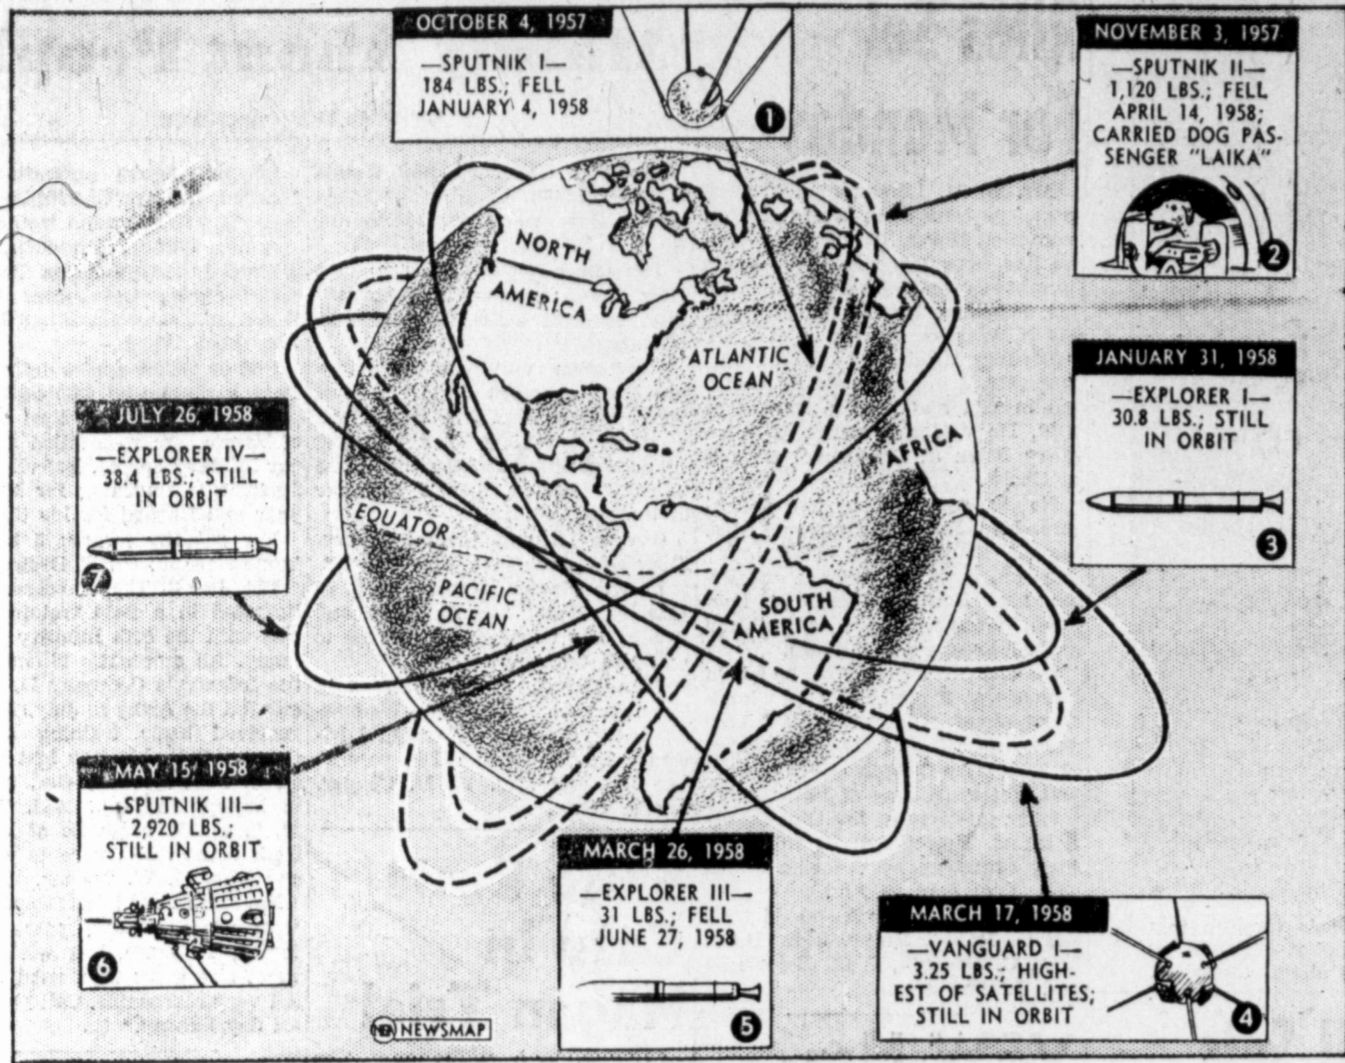 OCTOBER 4, 1957
—SPUTNIK I—
184 LBS.; FELL
JANUARY 4, 1958
1
NOVEMBER 3, 1957
—SPUTNIK II—
1,120 LBS.; FELL
APRIL 14, 1958;
CARRIED DOG PAS-
SENGER "LAIKA"
2
JANUARY 31, 1958
—EXPLORER I—
30.8 LBS.; STILL
IN ORBIT
3
MARCH 17, 1958
—VANGUARD I—
3.25 LBS.; HIGH-
EST OF SATELLITES;
STILL IN ORBIT
4
MARCH 26, 1958
—EXPLORER III—
31 LBS.; FELL
JUNE 27, 1958
5
MAY 15, 1958
—SPUTNIK III—
2,920 LBS.;
STILL IN ORBIT
6
JULY 26, 1958
—EXPLORER IV—
38.4 LBS.; STILL
IN ORBIT
7
NORTH
AMERICA
ATLANTIC
OCEAN
AFRICA
EQUATOR
PACIFIC
OCEAN
SOUTH
AMERICA
NEA NEWSMAP